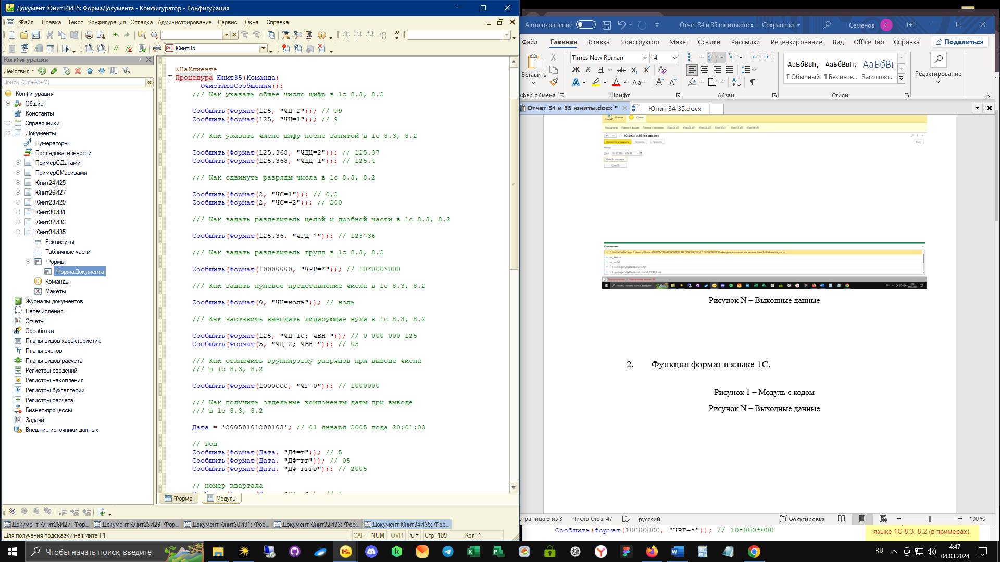 Документ Юнит34И35: ФормаДокумента - Конфигуратор - Конфигурация
Файл Правка Текст Конфигурация Отладка Администрирование Сервис Окна Справка
Юнит35
Конфигурация
Действия
Поиск (Ctrl+Alt+M)
Конфигурация
Общие
Константы
Справочники
Документы
Нумераторы
Последовательности
ПримерСДатами
ПримерСМасивами
Юнит24И25
Юнит26И27
Юнит28И29
Юнит30И31
Юнит32И33
Юнит34И35
Реквизиты
Табличные части
Формы
ФормаДокумента
Команды
Макеты
Журналы документов
Перечисления
Отчеты
Обработки
Планы видов характеристик
Планы счетов
Планы видов расчета
Регистры сведений
Регистры накопления
Регистры бухгалтерии
Регистры расчета
Бизнес-процессы
Задачи
Внешние источники данных
&НаКлиенте
Процедура Юнит35(Команда)
ОчиститьСообщения();
/// Как указать общее число цифр в 1с 8.3, 8.2
Сообщить(Формат(125, "ЧЦ=2")); // 99
Сообщить(Формат(125, "ЧЦ=1")); // 9
/// Как указать число цифр после запятой в 1с 8.3, 8.2
Сообщить(Формат(125.368, "ЧДЦ=2")); // 125.37
Сообщить(Формат(125.368, "ЧДЦ=1")); // 125.4
/// Как сдвинуть разряды числа в 1с 8.3, 8.2
Сообщить(Формат(2, "ЧС=1")); // 0,2
Сообщить(Формат(2, "ЧС=-2")); // 200
/// Как задать разделитель целой и дробной части в 1с 8.3, 8.2
Сообщить(Формат(125.36, "ЧРД=^")); // 125^36
/// Как задать разделитель групп в 1с 8.3, 8.2
Сообщить(Формат(10000000, "ЧРГ=*")); // 10*000*000
/// Как задать нулевое представление числа в 1с 8.3, 8.2
Сообщить(Формат(0, "ЧН=ноль")); // ноль
/// Как заставить выводить лидирующие нули в 1с 8.3, 8.2
Сообщить(Формат(125, "ЧЦ=10; ЧВН=")); // 0 000 000 125
Сообщить(Формат(5, "ЧЦ=2; ЧВН=")); // 05
/// Как отключить группировку разрядов при выводе числа
/// в 1с 8.3, 8.2
Сообщить(Формат(1000000, "ЧГ=0")); // 1000000
/// Как получить отдельные компоненты даты при выводе
/// в 1с 8.3, 8.2
Дата = '20050101200103'; // 01 января 2005 года 20:01:03
// год
Сообщить(Формат(Дата, "ДФ=г")); // 5
Сообщить(Формат(Дата, "ДФ=гг")); // 05
Сообщить(Формат(Дата, "ДФ=гггг")); // 2005
// номер квартала
Форма Модуль
Документ Юнит26И27: Фор... Документ Юнит28И29: Фор... Документ Юнит30И31: Фор... Документ Юнит32И33: Фор... Документ Юнит34И35: Фор...
Для получения подсказки нажмите F1 CAP NUM OVR ru Стр: 109 Кол: 1
Автосохранение Отчет 34 и 35 юниты.docx - Сохранено Семенов С
Файл Главная Вставка Конструктор Макет Ссылки Рассылки Рецензирование Вид Office Tab Справка Поделиться
Вставить
Times New Roman 14
АаБбВвГг, АаБбВвГг, АаБбВв
¶ Обычный ¶ Без инте... Заголово...
Редактирование
уфер обмена Шрифт Абзац Стили
Отчет 34 и 35 юниты.docx * Юнит 34 35.docx
Юнит34 и35 (создание)
Провести и закрыть Записать Провести Еще
Номер
Дата
Юнит34 операция
Юнит35
Сообщения:
file_dest.txt
file_src.txt
Рисунок N – Выходные данные
2. Функция формат в языке 1С.
Рисунок 1 – Модуль с кодом
Рисунок N – Выходные данные
Страница 3 из 3 Число слов: 47 русский Фокусировка 100 %
Сообщить(Формат(10000000, "ЧРГ=*")); // 10*000*000
языке 1С 8.3, 8.2 (в примерах)
Чтобы начать поиск, введите
RU 4:47
04.03.2024